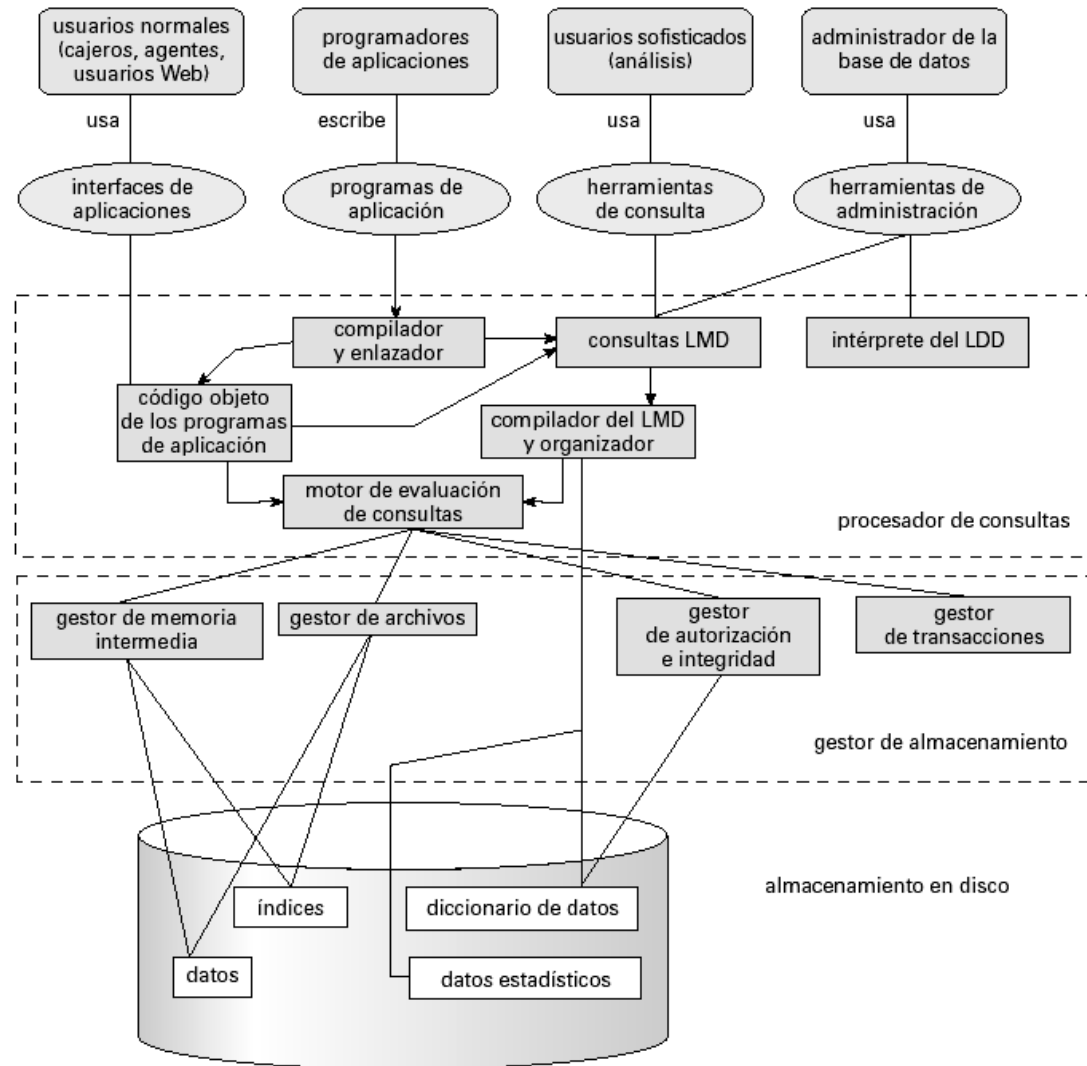 usuarios normales
(cajeros, agentes,
usuarios Web)
programadores
de aplicaciones
usuarios sofisticados
(análisis)
administrador de la
base de datos
usa
escribe
usa
usa
interfaces de
aplicaciones
programas de
aplicación
herramientas
de consulta
herramientas de
administración
compilador
y enlazador
consultas LMD
intérprete del LDD
código objeto
de los programas
de aplicación
compilador del LMD
y organizador
motor de evaluación
de consultas
procesador de consultas
gestor de memoria
intermedia
gestor de archivos
gestor
de autorización
e integridad
gestor
de transacciones
gestor de almacenamiento
índices
diccionario de datos
almacenamiento en disco
datos
datos estadísticos